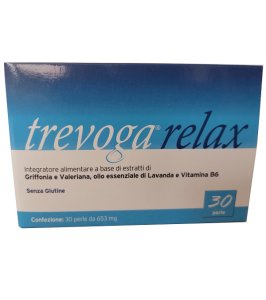 trevoga® relax
Integratore alimentare a base di estratti di
Griffonia e Valeriana, olio essenziale di Lavanda e Vitamina B6
Senza Glutine
30
perle
Confezione: 30 perle da 653 mg